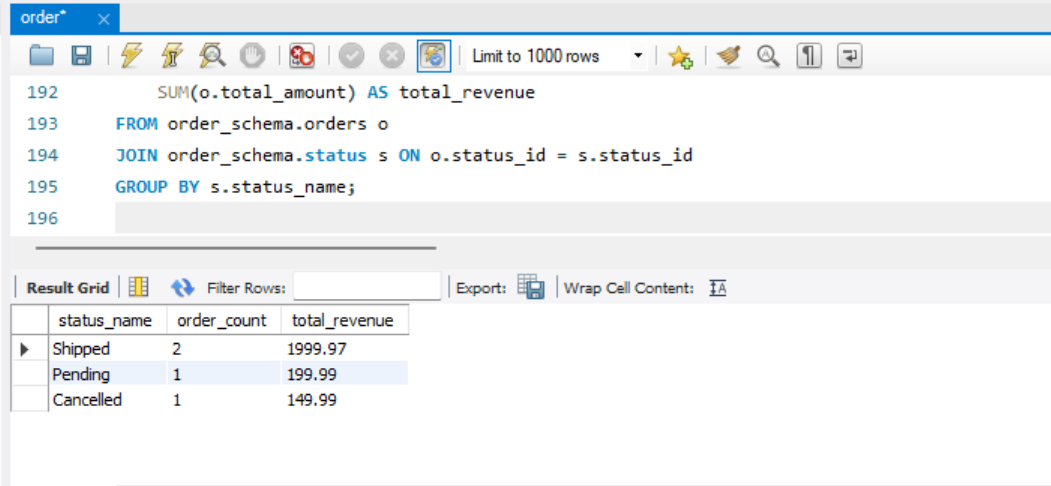 order*
Limit to 1000 rows
192 SUM(o.total_amount) AS total_revenue
193 FROM order_schema.orders o
194 JOIN order_schema.status s ON o.status_id = s.status_id
195 GROUP BY s.status_name;
196
Result Grid Filter Rows: Export: Wrap Cell Content:
status_name order_count total_revenue
Shipped 2 1999.97
Pending 1 199.99
Cancelled 1 149.99